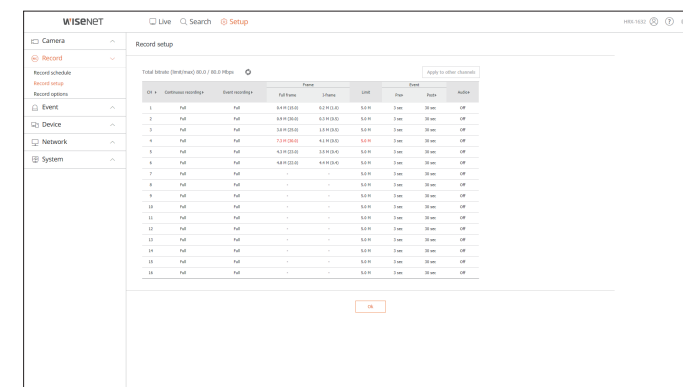 WISENET Live Search Setup HRX-1632
Camera
Record setup
Record
Record schedule
Record setup
Record options
Event
Device
Network
System
Total bitrate (limit/max) 80.0 / 80.0 Mbps
Apply to other channels
CH Continuous recording Event recording Frame Limit Event Audio
Full frame I-frame Pre Post
1 Full Full 0.9 M (15.0) 0.2 M (1.0) 5.0 M 3 sec 30 sec Off
2 Full Full 0.9 M (30.0) 0.3 M (0.5) 5.0 M 3 sec 30 sec Off
3 Full Full 3.8 M (25.0) 1.8 M (0.5) 5.0 M 3 sec 30 sec Off
4 Full Full 7.3 M (30.0) 4.1 M (0.5) 5.0 M 3 sec 30 sec Off
5 Full Full 4.2 M (23.0) 3.8 M (0.4) 5.0 M 3 sec 30 sec Off
6 Full Full 4.8 M (22.0) 4.4 M (0.4) 5.0 M 3 sec 30 sec Off
7 Full Full - - 5.0 M 3 sec 30 sec Off
8 Full Full - - 5.0 M 3 sec 30 sec Off
9 Full Full - - 5.0 M 3 sec 30 sec Off
10 Full Full - - 5.0 M 3 sec 30 sec Off
11 Full Full - - 5.0 M 3 sec 30 sec Off
12 Full Full - - 5.0 M 3 sec 30 sec Off
13 Full Full - - 5.0 M 3 sec 30 sec Off
14 Full Full - - 5.0 M 3 sec 30 sec Off
15 Full Full - - 5.0 M 3 sec 30 sec Off
16 Full Full - - 5.0 M 3 sec 30 sec Off
Ok